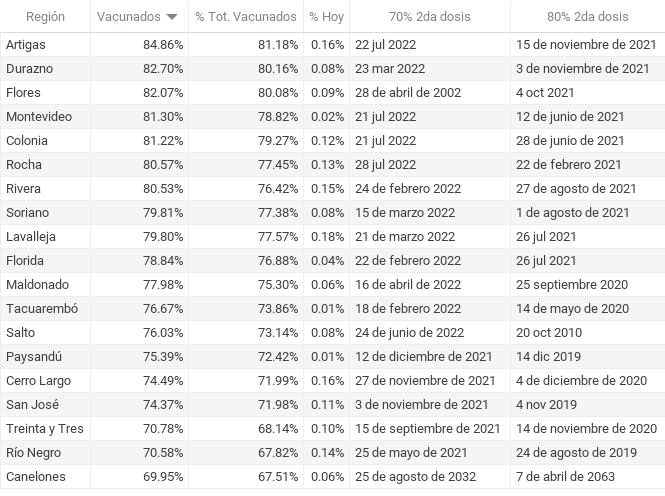 Región Vacunados % Tot. Vacunados % Hoy 70% 2da dosis 80% 2da dosis
Artigas 84.86% 81.18% 0.16% 22 jul 2022 15 de noviembre de 2021
Durazno 82.70% 80.16% 0.08% 23 mar 2022 3 de noviembre de 2021
Flores 82.07% 80.08% 0.09% 28 de abril de 2002 4 oct 2021
Montevideo 81.30% 78.82% 0.02% 21 jul 2022 12 de junio de 2021
Colonia 81.22% 79.27% 0.12% 21 jul 2022 28 de junio de 2021
Rocha 80.57% 77.45% 0.13% 28 jul 2022 22 de febrero 2021
Rivera 80.53% 76.42% 0.15% 24 de febrero 2022 27 de agosto de 2021
Soriano 79.81% 77.38% 0.08% 15 de marzo 2022 1 de agosto de 2021
Lavalleja 79.80% 77.57% 0.18% 21 de marzo 2022 26 jul 2021
Florida 78.84% 76.88% 0.04% 22 de febrero 2022 26 jul 2021
Maldonado 77.98% 75.30% 0.06% 16 de abril de 2022 25 septiembre 2020
Tacuarembó 76.67% 73.86% 0.01% 18 de febrero 2022 14 de mayo de 2020
Salto 76.03% 73.14% 0.08% 24 de junio de 2022 20 oct 2010
Paysandú 75.39% 72.42% 0.01% 12 de diciembre de 2021 14 dic 2019
Cerro Largo 74.49% 71.99% 0.16% 27 de noviembre de 2021 4 de diciembre de 2020
San José 74.37% 71.98% 0.11% 3 de noviembre de 2021 4 nov 2019
Treinta y Tres 70.78% 68.14% 0.10% 15 de septiembre de 2021 14 de noviembre de 2020
Río Negro 70.58% 67.82% 0.14% 25 de mayo de 2021 24 de agosto de 2019
Canelones 69.95% 67.51% 0.06% 25 de agosto de 2032 7 de abril de 2063